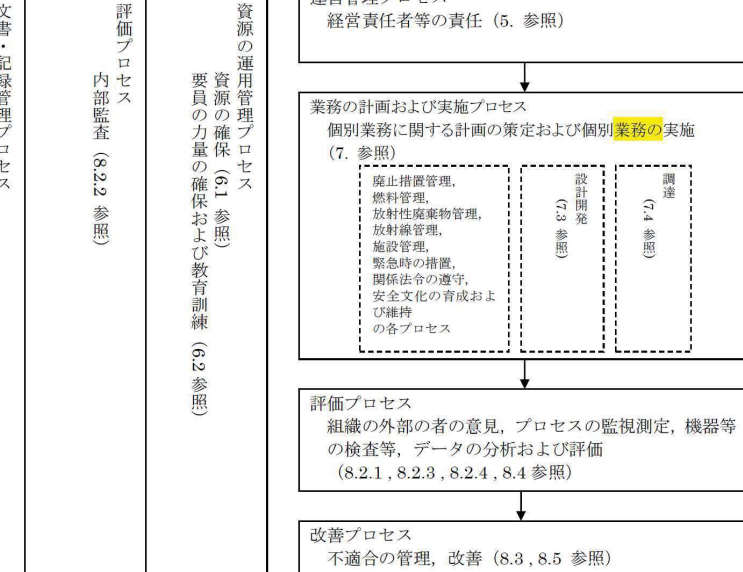 経営責任者等の責任（5. 参照）
業務の計画および実施プロセス
個別業務に関する計画の策定および個別業務の実施
（7. 参照）
廃止措置管理，
燃料管理，
放射性廃棄物管理，
放射線管理，
施設管理，
緊急時の措置，
関係法令の遵守，
安全文化の育成およ
び維持
の各プロセス
設計開発
（7.3 参照）
調達
（7.4 参照）
評価プロセス
組織の外部の者の意見，プロセスの監視測定，機器等
の検査等，データの分析および評価
（8.2.1 , 8.2.3 , 8.2.4 , 8.4 参照）
改善プロセス
不適合の管理，改善（8.3 , 8.5 参照）
資源の運用管理プロセス
資源の確保（6.1 参照）
要員の力量の確保および教育訓練（6.2 参照）
評価プロセス
内部監査（8.2.2 参照）
文書・記録管理プロセス